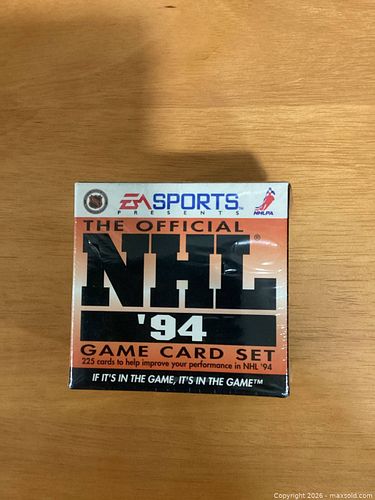 EA SPORTS™
PRESENTS
NHLPA
THE OFFICIAL
NHL®
'94
GAME CARD SET
225 cards to help improve your performance in NHL '94
IF IT'S IN THE GAME, IT'S IN THE GAME™
Copyright 2026 - maxsold.com